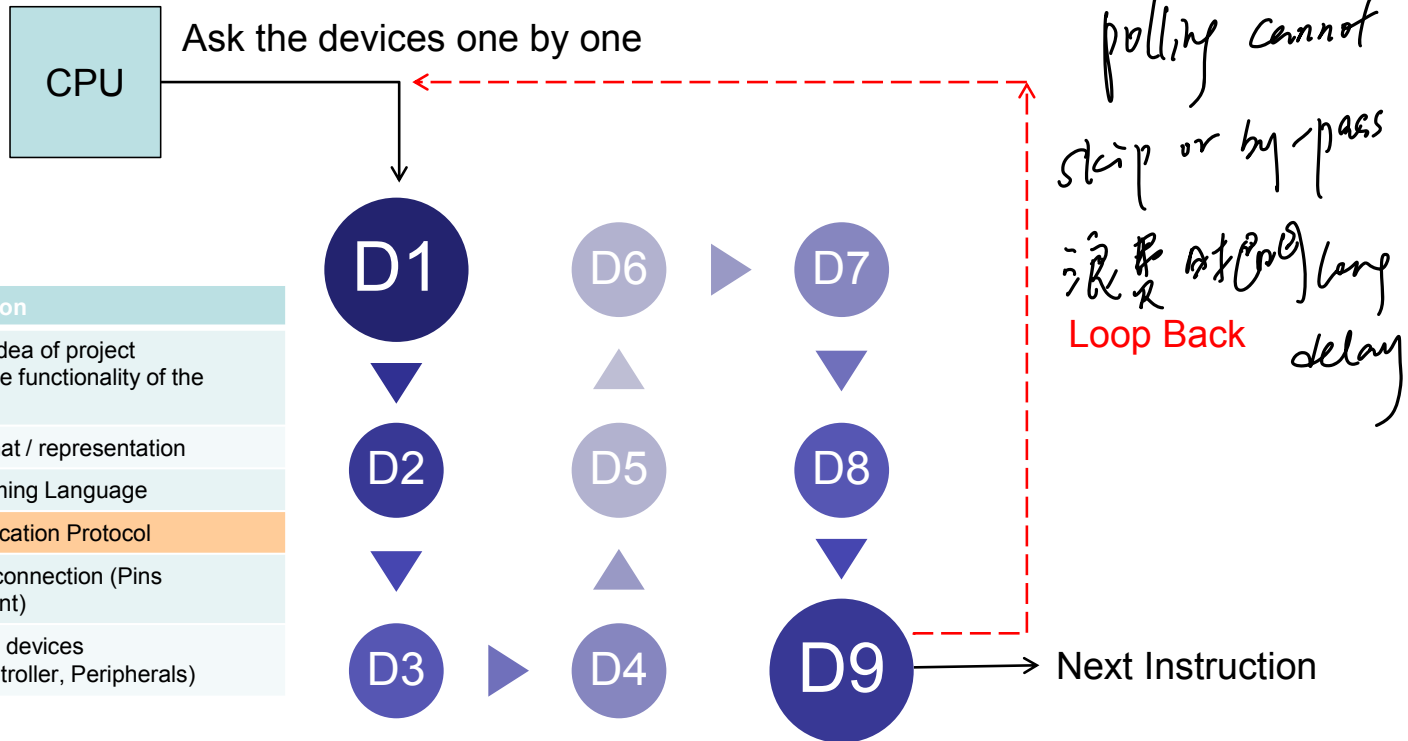 CPU
Ask the devices one by one
polling cannot
skip or by-pass
浪费时间 long
delay
Loop Back
D1
D6
D7
on
dea of project
e functionality of the
at / representation
ning Language
cation Protocol
connection (Pins
nt)
devices
troller, Peripherals)
D2
D5
D8
D3
D4
D9
Next Instruction